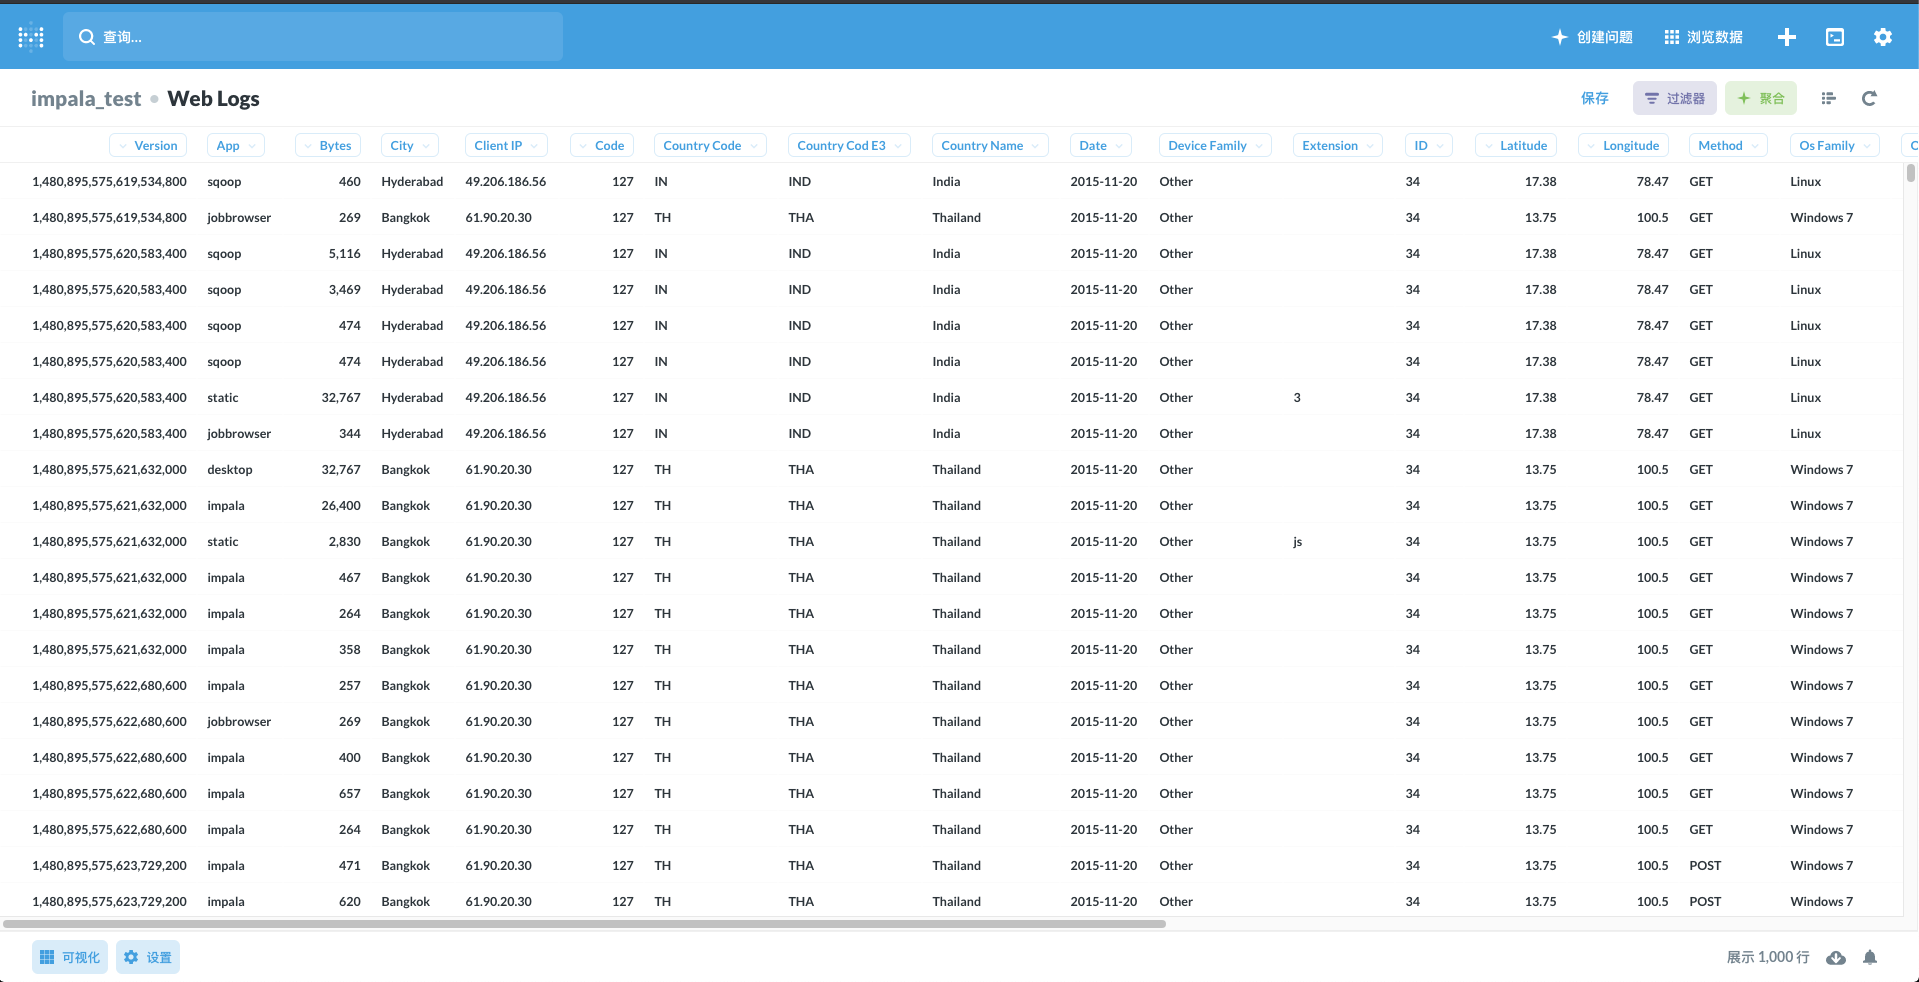 查询...
创建问题 浏览数据
impala_test • Web Logs
保存 过滤器 聚合
Version App Bytes City Client IP Code Country Code Country Cod E3 Country Name Date Device Family Extension ID Latitude Longitude Method Os Family
1,480,895,575,619,534,800 sqoop 460 Hyderabad 49.206.186.56 127 IN IND India 2015-11-20 Other 34 17.38 78.47 GET Linux
1,480,895,575,619,534,800 jobbrowser 269 Bangkok 61.90.20.30 127 TH THA Thailand 2015-11-20 Other 34 13.75 100.5 GET Windows 7
1,480,895,575,620,583,400 sqoop 5,116 Hyderabad 49.206.186.56 127 IN IND India 2015-11-20 Other 34 17.38 78.47 GET Linux
1,480,895,575,620,583,400 sqoop 3,469 Hyderabad 49.206.186.56 127 IN IND India 2015-11-20 Other 34 17.38 78.47 GET Linux
1,480,895,575,620,583,400 sqoop 474 Hyderabad 49.206.186.56 127 IN IND India 2015-11-20 Other 34 17.38 78.47 GET Linux
1,480,895,575,620,583,400 sqoop 474 Hyderabad 49.206.186.56 127 IN IND India 2015-11-20 Other 34 17.38 78.47 GET Linux
1,480,895,575,620,583,400 static 32,767 Hyderabad 49.206.186.56 127 IN IND India 2015-11-20 Other 3 34 17.38 78.47 GET Linux
1,480,895,575,620,583,400 jobbrowser 344 Hyderabad 49.206.186.56 127 IN IND India 2015-11-20 Other 34 17.38 78.47 GET Linux
1,480,895,575,621,632,000 desktop 32,767 Bangkok 61.90.20.30 127 TH THA Thailand 2015-11-20 Other 34 13.75 100.5 GET Windows 7
1,480,895,575,621,632,000 impala 26,400 Bangkok 61.90.20.30 127 TH THA Thailand 2015-11-20 Other 34 13.75 100.5 GET Windows 7
1,480,895,575,621,632,000 static 2,830 Bangkok 61.90.20.30 127 TH THA Thailand 2015-11-20 Other js 34 13.75 100.5 GET Windows 7
1,480,895,575,621,632,000 impala 467 Bangkok 61.90.20.30 127 TH THA Thailand 2015-11-20 Other 34 13.75 100.5 GET Windows 7
1,480,895,575,621,632,000 impala 264 Bangkok 61.90.20.30 127 TH THA Thailand 2015-11-20 Other 34 13.75 100.5 GET Windows 7
1,480,895,575,621,632,000 impala 358 Bangkok 61.90.20.30 127 TH THA Thailand 2015-11-20 Other 34 13.75 100.5 GET Windows 7
1,480,895,575,622,680,600 impala 257 Bangkok 61.90.20.30 127 TH THA Thailand 2015-11-20 Other 34 13.75 100.5 GET Windows 7
1,480,895,575,622,680,600 jobbrowser 269 Bangkok 61.90.20.30 127 TH THA Thailand 2015-11-20 Other 34 13.75 100.5 GET Windows 7
1,480,895,575,622,680,600 impala 400 Bangkok 61.90.20.30 127 TH THA Thailand 2015-11-20 Other 34 13.75 100.5 GET Windows 7
1,480,895,575,622,680,600 impala 657 Bangkok 61.90.20.30 127 TH THA Thailand 2015-11-20 Other 34 13.75 100.5 GET Windows 7
1,480,895,575,622,680,600 impala 264 Bangkok 61.90.20.30 127 TH THA Thailand 2015-11-20 Other 34 13.75 100.5 GET Windows 7
1,480,895,575,623,729,200 impala 471 Bangkok 61.90.20.30 127 TH THA Thailand 2015-11-20 Other 34 13.75 100.5 POST Windows 7
1,480,895,575,623,729,200 impala 620 Bangkok 61.90.20.30 127 TH THA Thailand 2015-11-20 Other 34 13.75 100.5 POST Windows 7
可视化 设置 展示 1,000 行